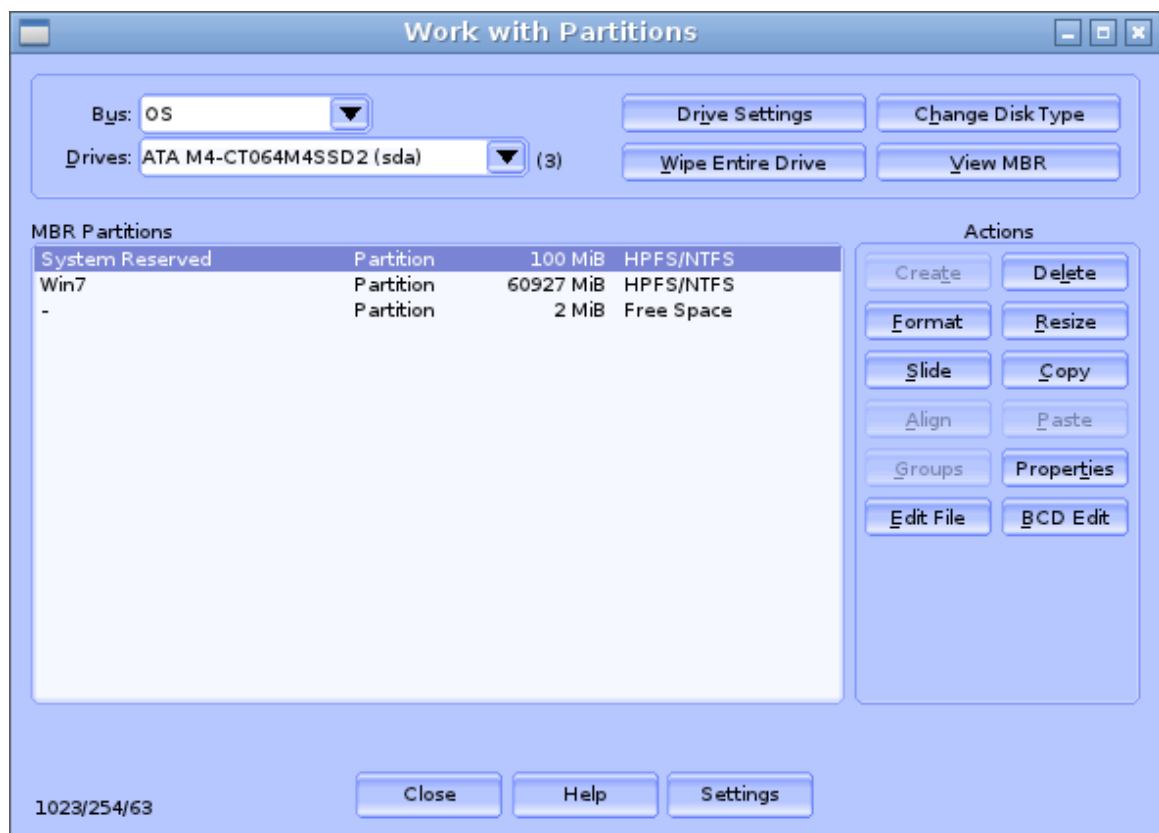 Work with Partitions
Bus: OS
Drive Settings Change Disk Type
Drives: ATA M4-CT064M4SSD2 (sda) (3)
Wipe Entire Drive View MBR
MBR Partitions
System Reserved Partition 100 MiB HPFS/NTFS
Win7 Partition 60927 MiB HPFS/NTFS
- Partition 2 MiB Free Space
Actions
Create Delete
Format Resize
Slide Copy
Align Paste
Groups Properties
Edit File BCD Edit
Close Help Settings
1023/254/63